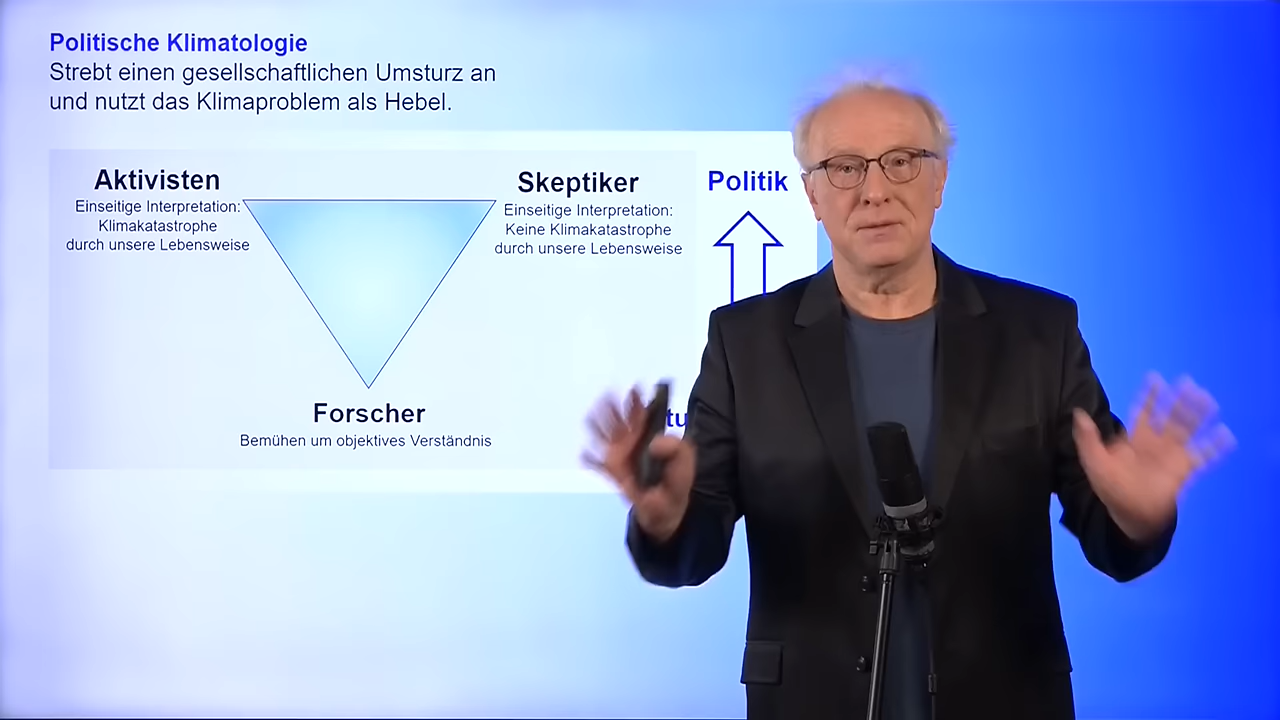 Politische Klimatologie
Strebt einen gesellschaftlichen Umsturz an
und nutzt das Klimaproblem als Hebel.
Aktivisten
Einseitige Interpretation:
Klimakatastrophe
durch unsere Lebensweise
Skeptiker
Einseitige Interpretation:
Keine Klimakatastrophe
durch unsere Lebensweise
Politik
Forscher
Bemühen um objektives Verständnis